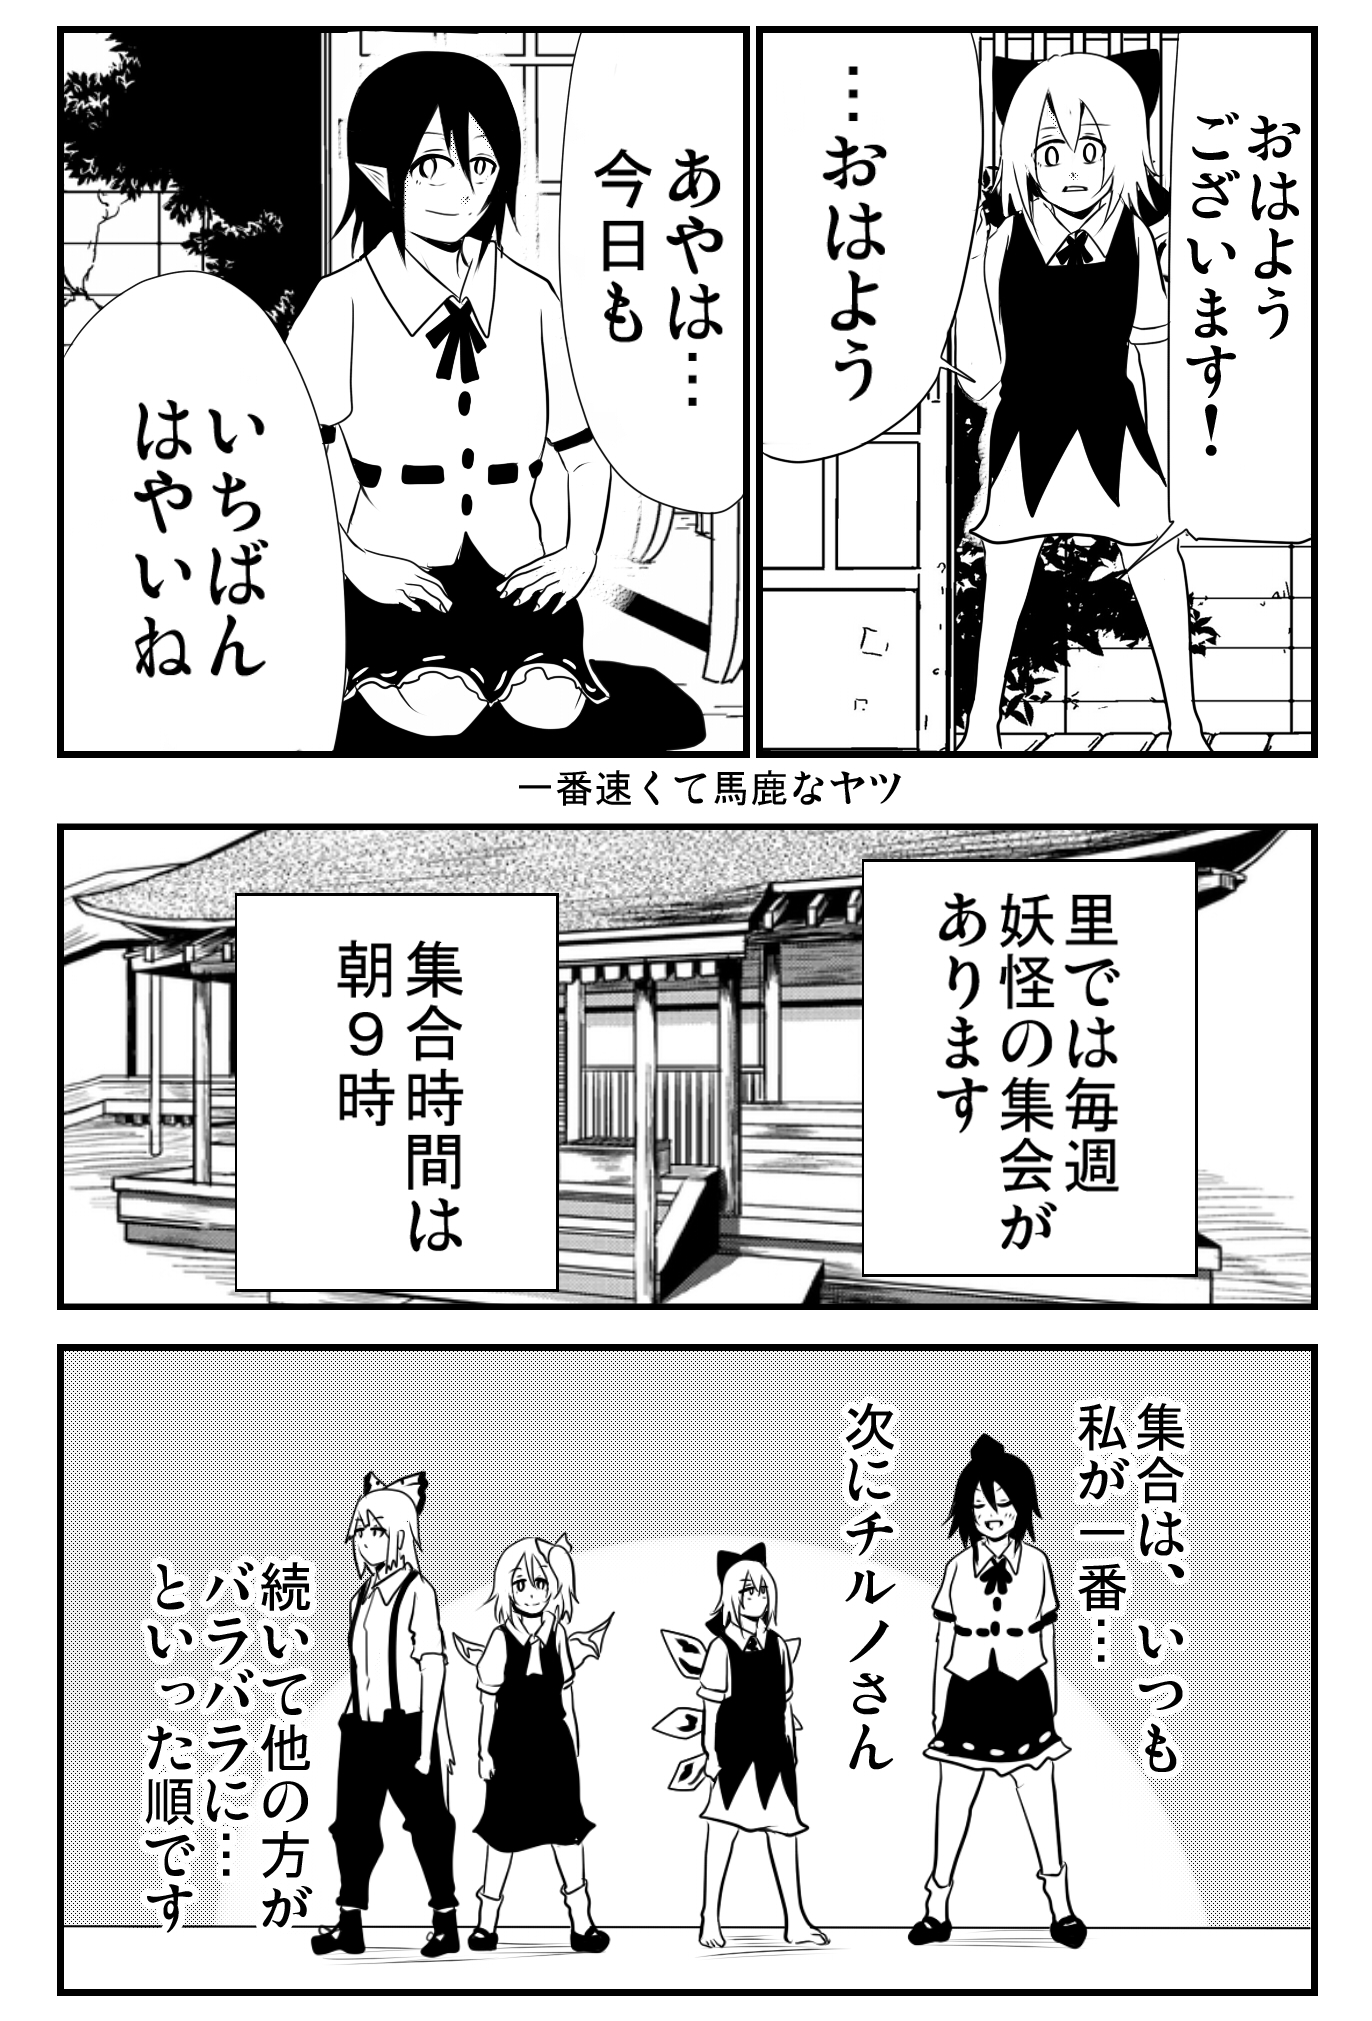 おはよう
ございます！
…おはよう
あやは…
今日も
いちばん
はやいね
一番速くて馬鹿なヤツ
里では毎週
妖怪の集会が
あります
集合時間は
朝９時
集合は、いつも
私が一番…
次にチルノさん
続いて他の方が
バラバラに…
といった順です